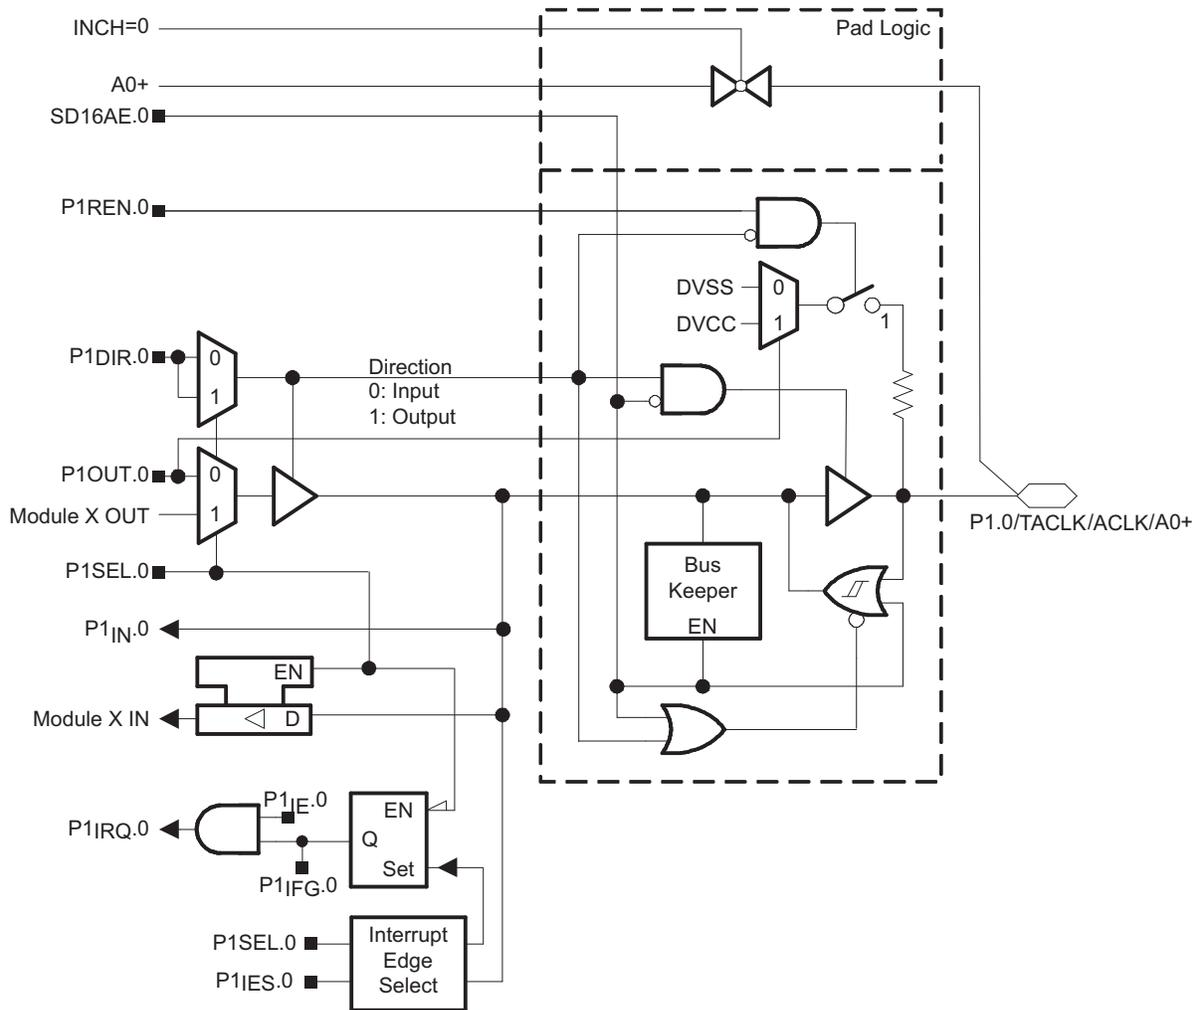 INCH=0
Pad Logic
A0+
SD16AE.0
P1REN.0
DVSS
0
DVCC
1
1
P1DIR.0
0
1
Direction
0: Input
1: Output
P1OUT.0
0
Module X OUT
1
P1.0/TACLK/ACLK/A0+
Bus
Keeper
EN
P1SEL.0
P1IN.0
EN
Module X IN
D
P1IE.0
P1IRQ.0
EN
Q
Set
P1IFG.0
P1SEL.0
P1IES.0
Interrupt
Edge
Select